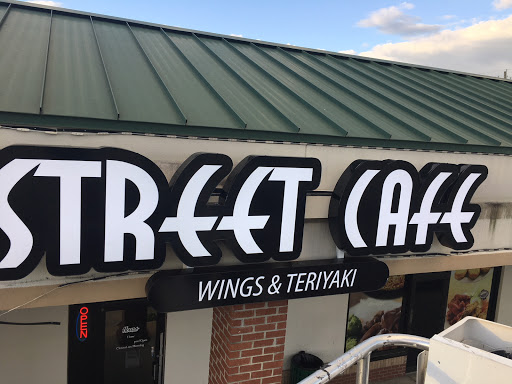 STREET CAFE
WINGS & TERIYAKI
OPEN